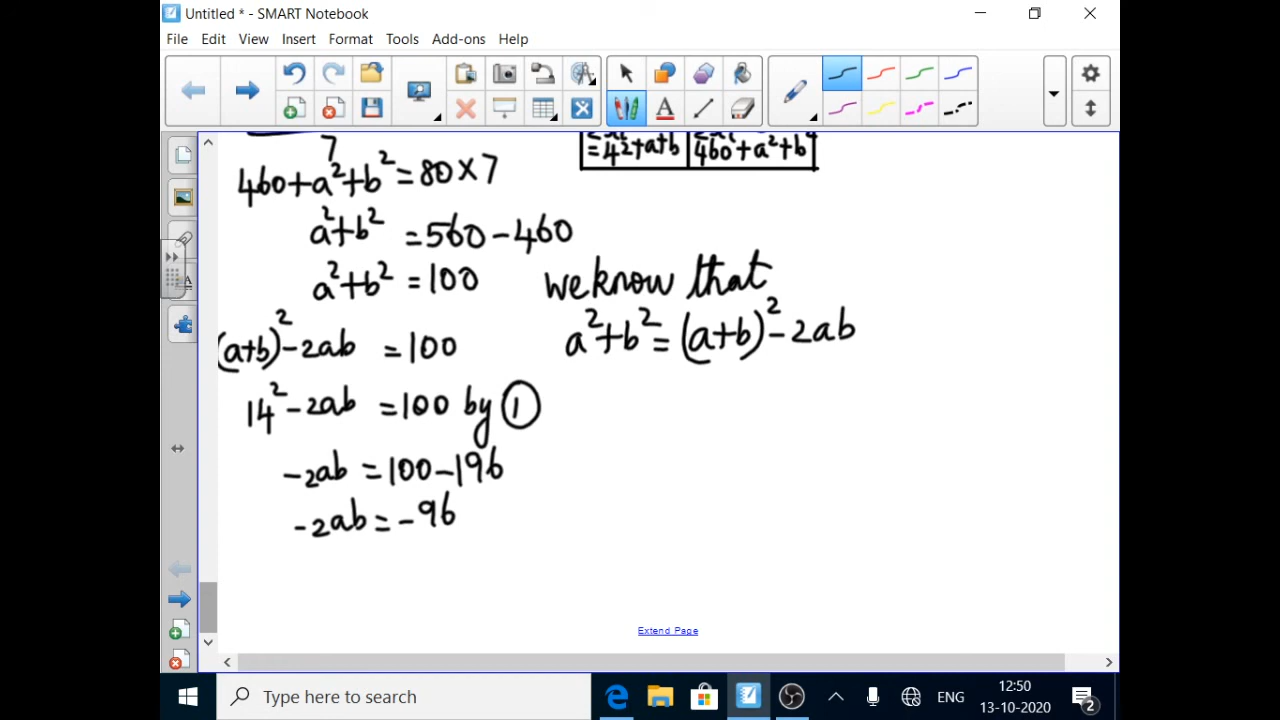 Untitled * - SMART Notebook
File Edit View Insert Format Tools Add-ons Help
7
460+a²+b²=80×7
a²+b² =560-460
a²+b² =100
(a+b)²-2ab =100
14²-2ab =100 by ①
-2ab =100-196
-2ab=-96
=42+a+b
460+a²+b²
we know that
a²+b²=(a+b)²-2ab
Extend Page
Type here to search
ENG
12:50
13-10-2020
2